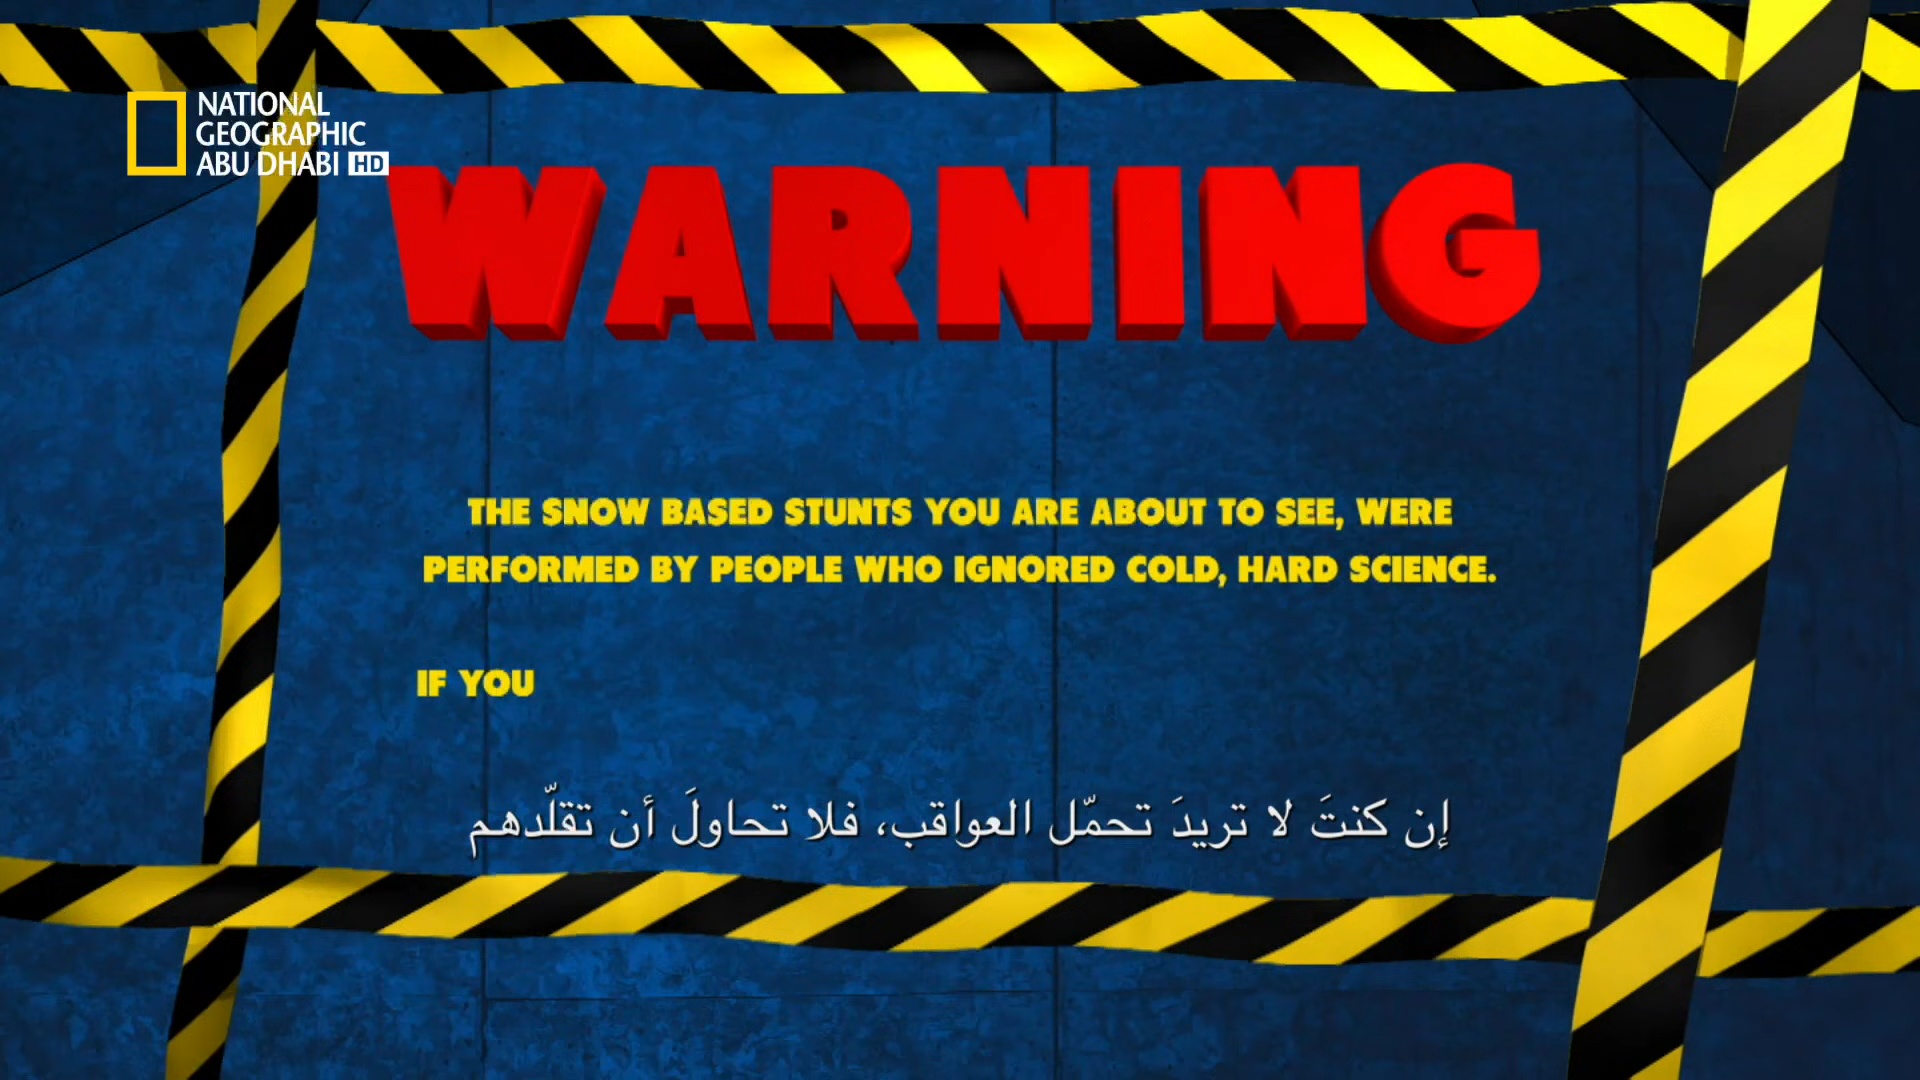 NATIONAL
GEOGRAPHIC
ABU DHABI HD
WARNING
THE SNOW BASED STUNTS YOU ARE ABOUT TO SEE, WERE
PERFORMED BY PEOPLE WHO IGNORED COLD, HARD SCIENCE.
IF YOU
إن كنتَ لا تريدَ تحمّل العواقب، فلا تحاولَ أن تقلّدهم